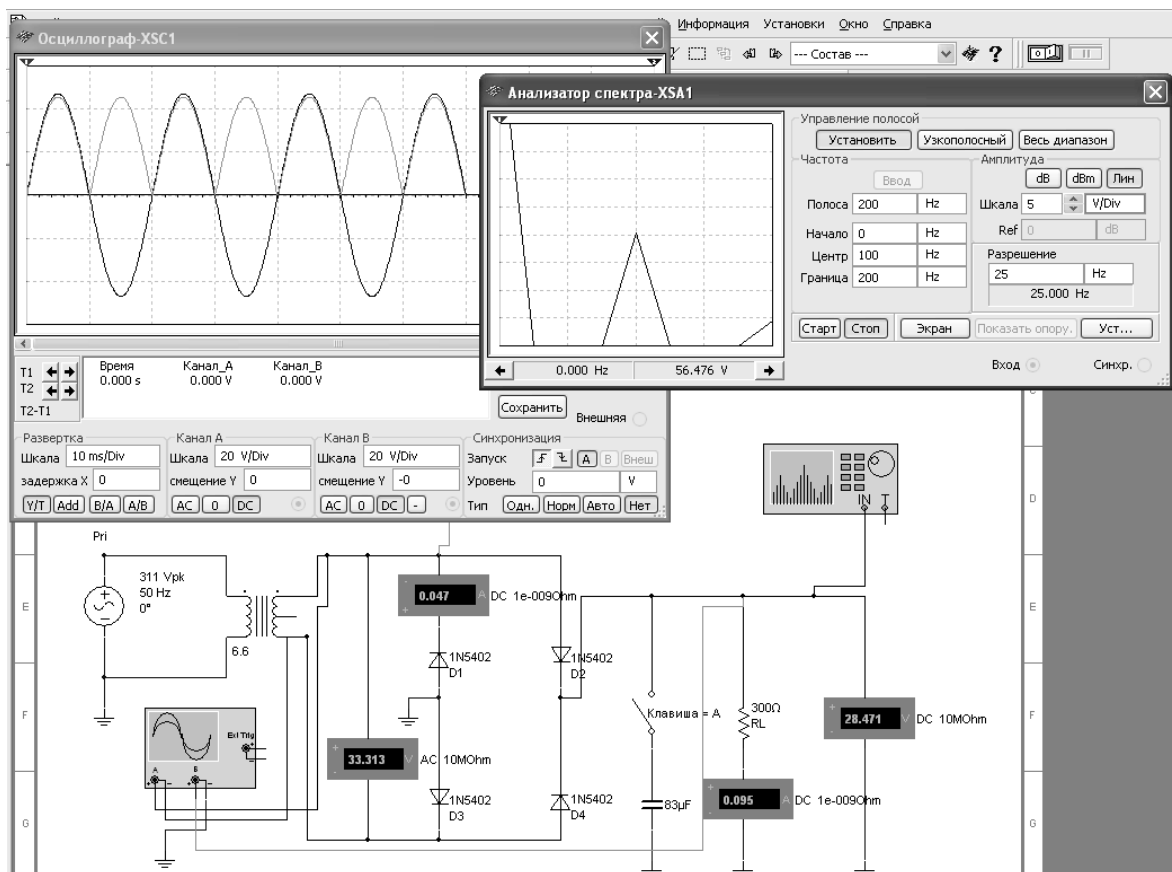 Информация Установки Окно Справка
--- Состав ---
Осциллограф-XSC1
Время Канал_А Канал_В
T1 0.000 s 0.000 V 0.000 V
T2
T2-T1
Сохранить
Внешняя
Развертка
Шкала 10 ms/Div
задержка X 0
Y/T Add B/A A/B
Канал А
Шкала 20 V/Div
смещение Y 0
AC 0 DC
Канал В
Шкала 20 V/Div
смещение Y -0
AC 0 DC -
Синхронизация
Запуск A B Внеш
Уровень 0 V
Тип Одн. Норм Авто Нет
Анализатор спектра-XSA1
0.000 Hz 56.476 V
Управление полосой
Установить Узкополосный Весь диапазон
Частота
Ввод
Полоса 200 Hz
Начало 0 Hz
Центр 100 Hz
Граница 200 Hz
Амплитуда
dB dBm Лин
Шкала 5 V/Div
Ref 0 dB
Разрешение
25 Hz
25.000 Hz
Старт Стоп Экран Показать опору. Уст...
Вход Синхр.
D
IN T
Pri
E
311 Vpk
50 Hz
0°
6.6
0.047 A DC 1e-009Ohm
E
1N5402
D1
1N5402
D2
F
Ext Trig
A B
33.313 V AC 10MOhm
Клавиша = A
300Ω
RL
28.471 V DC 10MOhm
F
G
1N5402
D3
1N5402
D4
83µF
0.095 A DC 1e-009Ohm
G